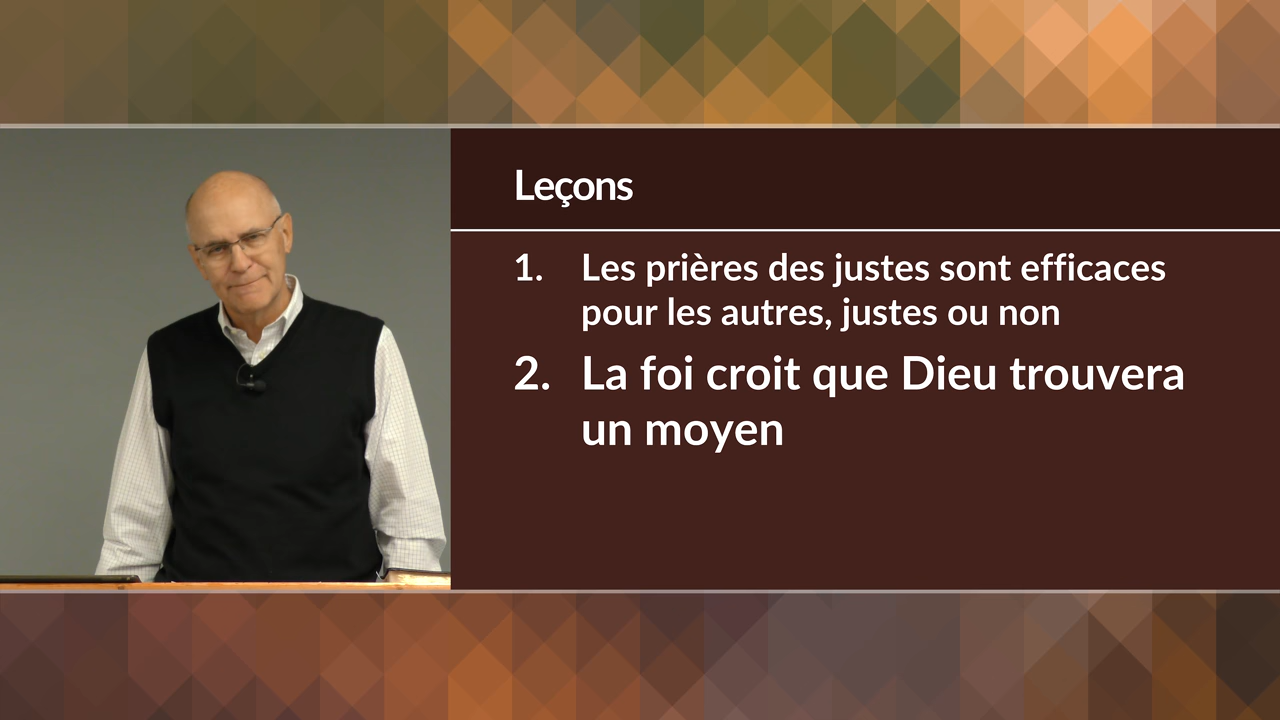 Leçons
1. Les prières des justes sont efficaces
pour les autres, justes ou non
2. La foi croit que Dieu trouvera
un moyen